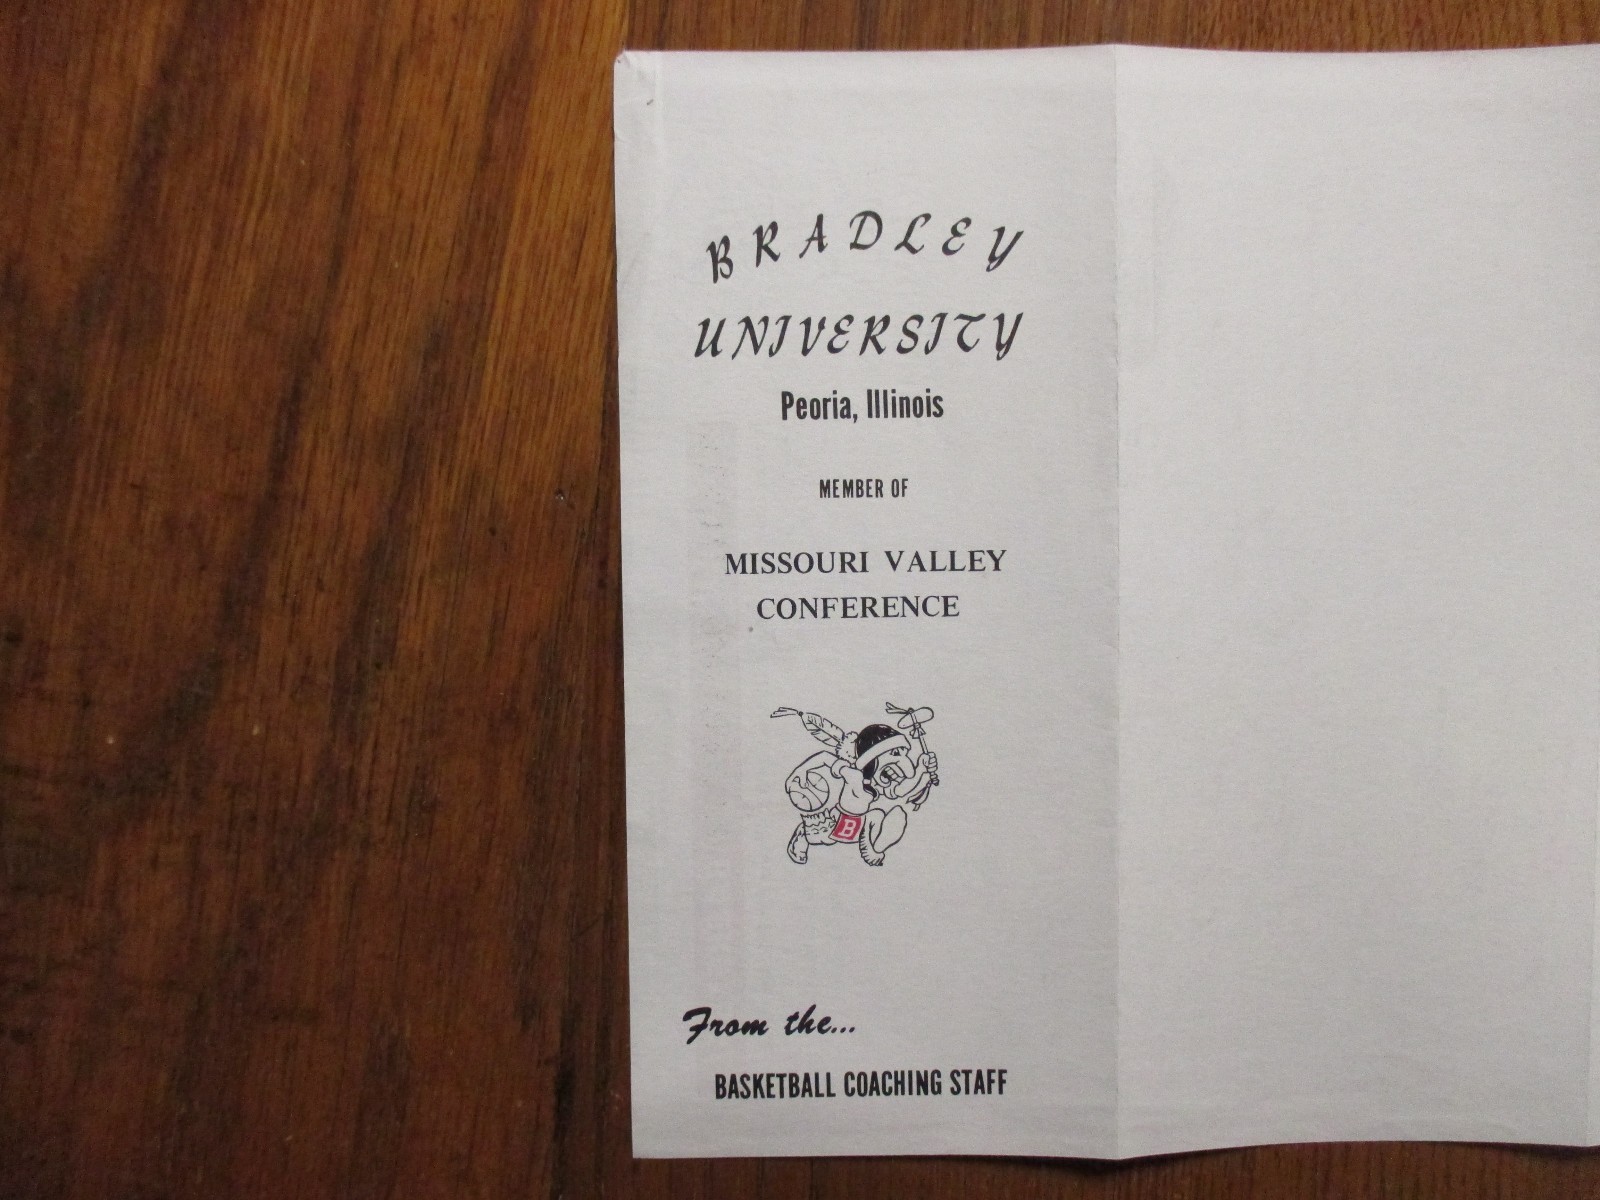 BRADLEY
UNIVERSITY
Peoria, Illinois
MEMBER OF
MISSOURI VALLEY
CONFERENCE
B
From the...
BASKETBALL COACHING STAFF